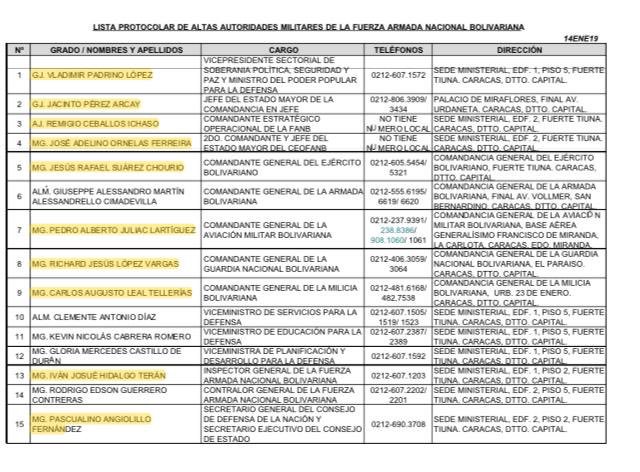 LISTA PROTOCOLAR DE ALTAS AUTORIDADES MILITARES DE LA FUERZA ARMADA NACIONAL BOLIVARIANA
14ENE19
Nº GRADO / NOMBRES Y APELLIDOS CARGO TELÉFONOS DIRECCIÓN
1 GJ. VLADIMIR PADRINO LÓPEZ
VICEPRESIDENTE SECTORIAL DE
SOBERANIA POLÍTICA, SEGURIDAD Y
PAZ Y MINISTRO DEL PODER POPULAR
PARA LA DEFENSA
0212-607.1572
SEDE MINISTERIAL, EDF. 1, PISO 5, FUERTE
TIUNA. CARACAS, DTTO. CAPITAL.
2 GJ. JACINTO PÉREZ ARCAY
JEFE DEL ESTADO MAYOR DE LA
COMANDANCIA EN JEFE
0212-806.3909/
3434
PALACIO DE MIRAFLORES, FINAL AV.
URDANETA. CARACAS, DTTO. CAPITAL.
3 AJ. REMIGIO CEBALLOS ICHASO
COMANDANTE ESTRATÉGICO
OPERACIONAL DE LA FANB
NO TIENE
NÚMERO LOCAL
SEDE MINISTERIAL, EDF. 2, FUERTE TIUNA.
CARACAS, DTTO. CAPITAL.
4 MG. JOSÉ ADELINO ORNELAS FERREIRA
2DO. COMANDANTE Y JEFE DEL
ESTADO MAYOR DEL CEOFANB
NO TIENE
NÚMERO LOCAL
SEDE MINISTERIAL, EDF. 2, FUERTE TIUNA.
CARACAS, DTTO. CAPITAL.
5 MG. JESÚS RAFAEL SUÁREZ CHOURIO
COMANDANTE GENERAL DEL EJÉRCITO
BOLIVARIANO
0212-605.5454/
5321
COMANDANCIA GENERAL DEL EJÉRCITO
BOLIVARIANO, FUERTE TIUNA. CARACAS,
DTTO. CAPITAL.
6 ALM. GIUSEPPE ALESSANDRO MARTÍN
ALESSANDRELLO CIMADEVILLA
COMANDANTE GENERAL DE LA ARMADA
BOLIVARIANA
0212-555.6195/
6619/ 6620
COMANDANCIA GENERAL DE LA ARMADA
BOLIVARIANA, FINAL AV. VOLLMER, SAN
BERNARDINO. CARACAS, DTTO. CAPITAL.
7 MG. PEDRO ALBERTO JULIAC LARTÍGUEZ
COMANDANTE GENERAL DE LA
AVIACIÓN MILITAR BOLIVARIANA
0212-237.9391/
238.8386/
908.1060/ 1061
COMANDANCIA GENERAL DE LA AVIACIÓN
MILITAR BOLIVARIANA, BASE AÉREA
GENERALÍSIMO FRANCISCO DE MIRANDA,
LA CARLOTA. CARACAS, EDO. MIRANDA.
8 MG. RICHARD JESÚS LÓPEZ VARGAS
COMANDANTE GENERAL DE LA
GUARDIA NACIONAL BOLIVARIANA
0212-406.3059/
3064
COMANDANCIA GENERAL DE LA GUARDIA
NACIONAL BOLIVARIANA, EL PARAISO.
CARACAS, DTTO. CAPITAL.
9 MG. CARLOS AUGUSTO LEAL TELLERÍAS
COMANDANTE GENERAL DE LA MILICIA
BOLIVARIANA
0212-481.6168/
482.7538
COMANDANCIA GENERAL DE LA MILICIA
BOLIVARIANA, URB. 23 DE ENERO.
CARACAS, DTTO. CAPITAL.
10 ALM. CLEMENTE ANTONIO DÍAZ
VICEMINISTRO DE SERVICIOS PARA LA
DEFENSA
0212-607.1505/
1519/ 1523
SEDE MINISTERIAL, EDF. 1, PISO 5, FUERTE
TIUNA. CARACAS, DTTO. CAPITAL.
11 MG. KEVIN NICOLÁS CABRERA ROMERO
VICEMINISTRO DE EDUCACIÓN PARA LA
DEFENSA
0212-607.2387/
2389
SEDE MINISTERIAL, EDF. 1, PISO 5, FUERTE
TIUNA. CARACAS, DTTO. CAPITAL.
12 MG. GLORIA MERCEDES CASTILLO DE
DURÁN
VICEMINISTRA DE PLANIFICACIÓN Y
DESARROLLO PARA LA DEFENSA
0212-607.1592
SEDE MINISTERIAL, EDF. 1, PISO 5, FUERTE
TIUNA. CARACAS, DTTO. CAPITAL.
13 MG. IVÁN JOSUÉ HIDALGO TERÁN
INSPECTOR GENERAL DE LA FUERZA
ARMADA NACIONAL BOLIVARIANA
0212-607.1203
SEDE MINISTERIAL, EDF. 1, PISO 2, FUERTE
TIUNA. CARACAS, DTTO. CAPITAL.
14 MG. RODRIGO EDSON GUERRERO
CONTRERAS
CONTRALOR GENERAL DE LA FUERZA
ARMADA NACIONAL BOLIVARIANA
0212-607.2202/
2201
SEDE MINISTERIAL, EDF. 2, PISO 5, FUERTE
TIUNA. CARACAS, DTTO. CAPITAL.
15 MG. PASCUALINO ANGIOLILLO
FERNÁNDEZ
SECRETARIO GENERAL DEL CONSEJO
DE DEFENSA DE LA NACIÓN Y
SECRETARIO EJECUTIVO DEL CONSEJO
DE ESTADO
0212-690.3708
SEDE MINISTERIAL, EDF. 2, PISO 2, FUERTE
TIUNA. CARACAS, DTTO. CAPITAL.